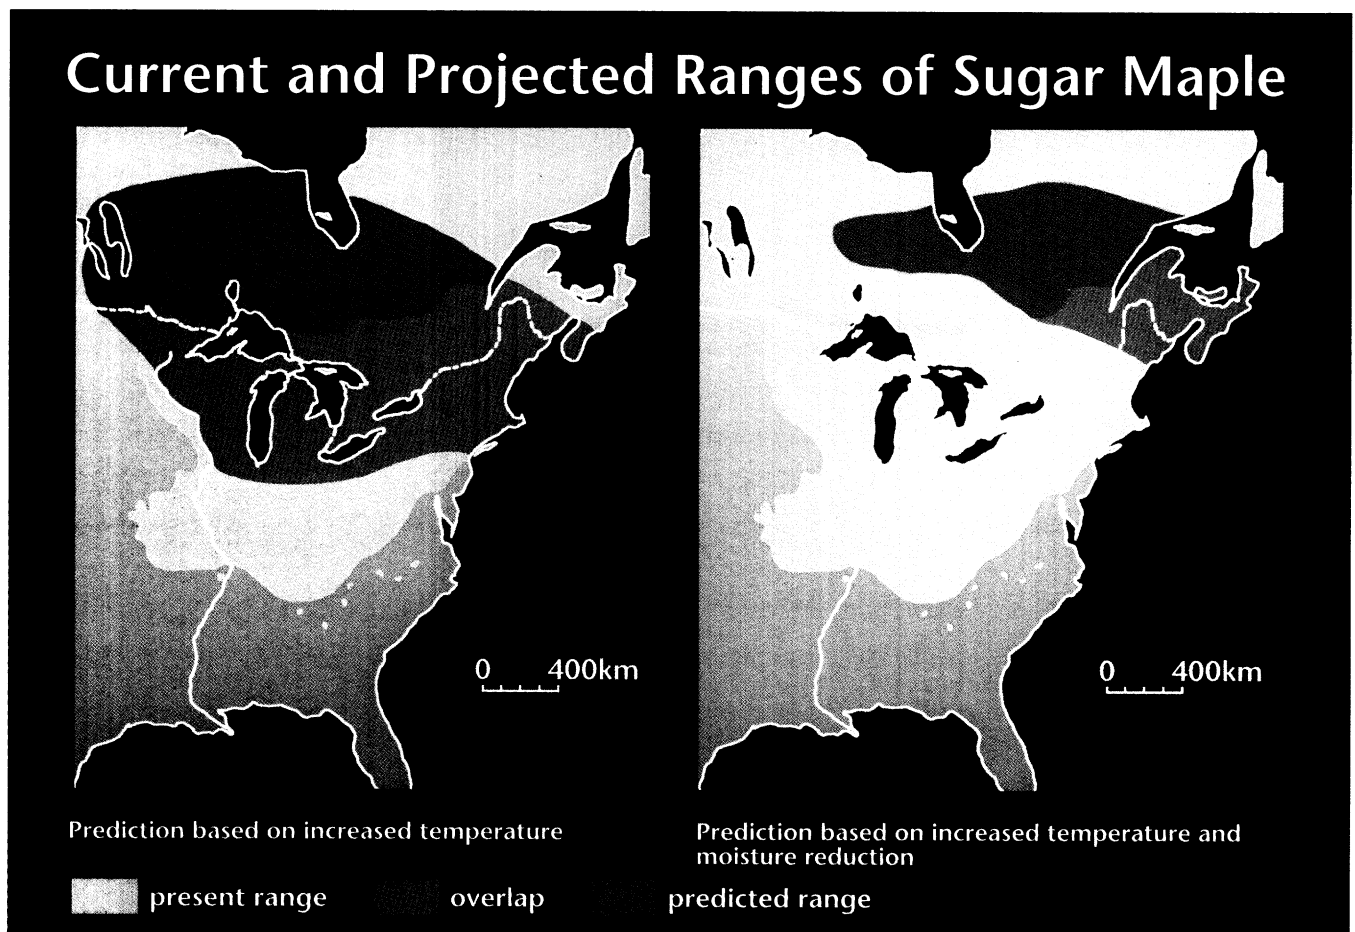 Current and Projected Ranges of Sugar Maple
0 400km
0 400km
Prediction based on increased temperature
Prediction based on increased temperature and
moisture reduction
present range overlap predicted range